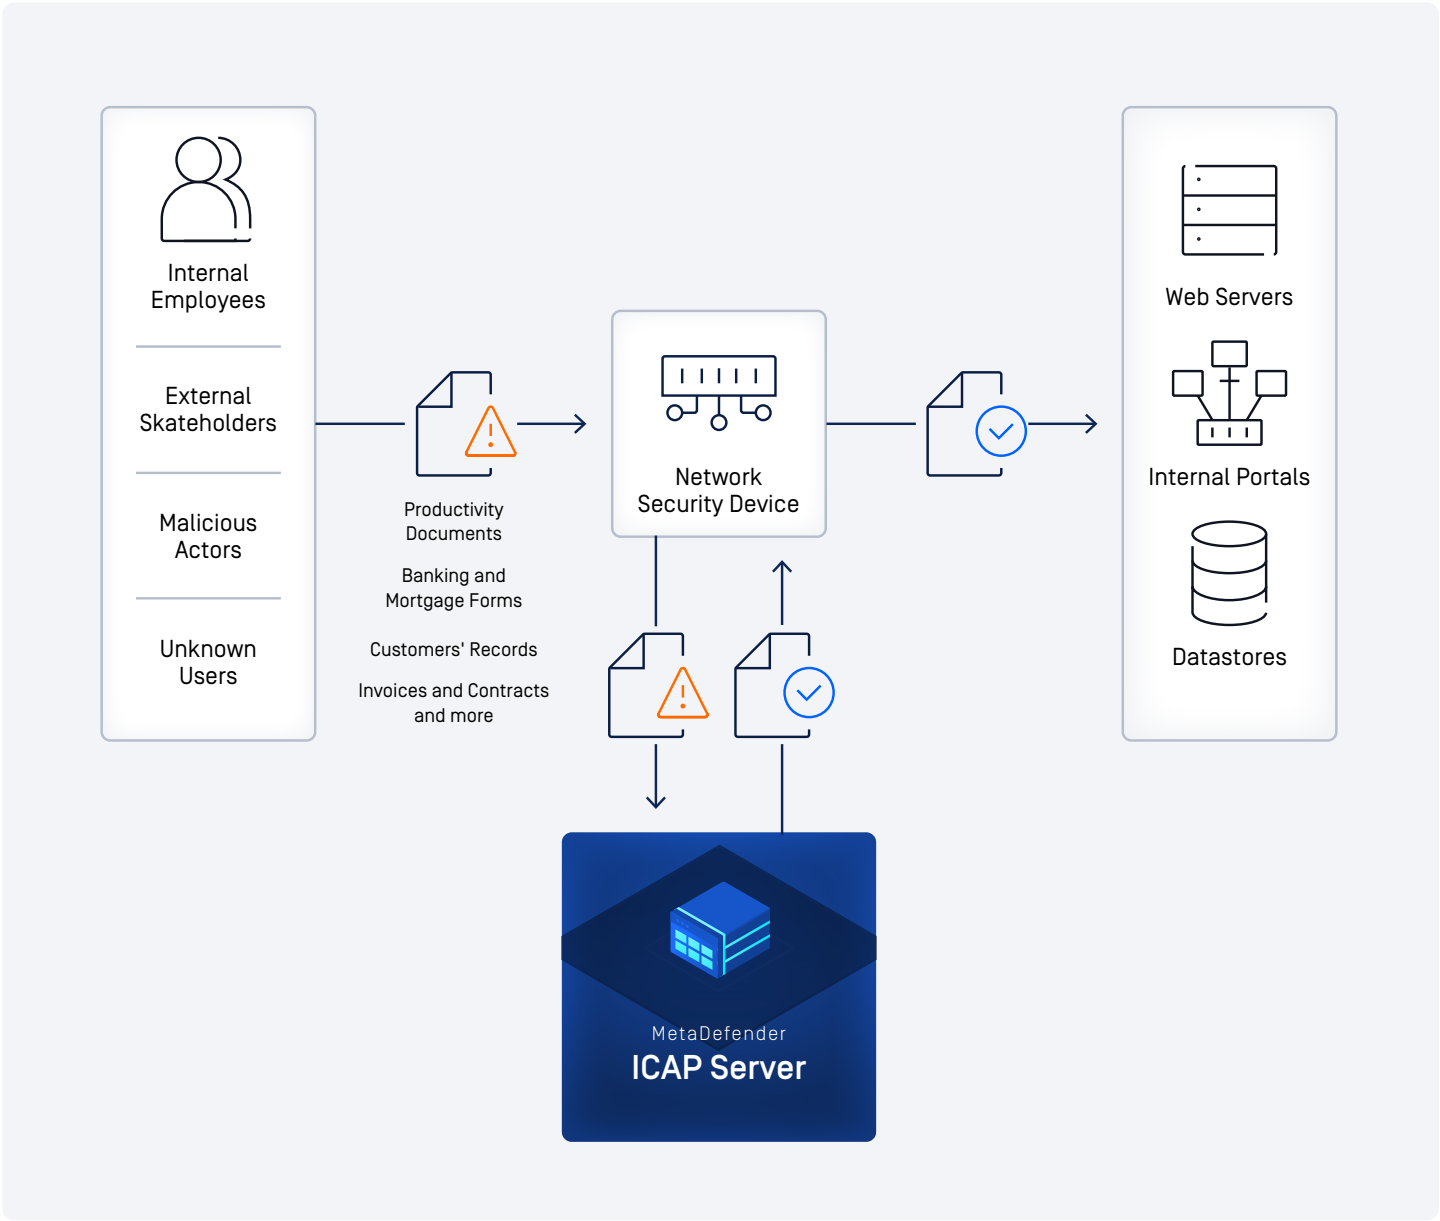 Internal
Employees
External
Skateholders
Malicious
Actors
Unknown
Users
Productivity
Documents
Banking and
Mortgage Forms
Customers' Records
Invoices and Contracts
and more
Network
Security Device
MetaDefender
ICAP Server
Web Servers
Internal Portals
Datastores